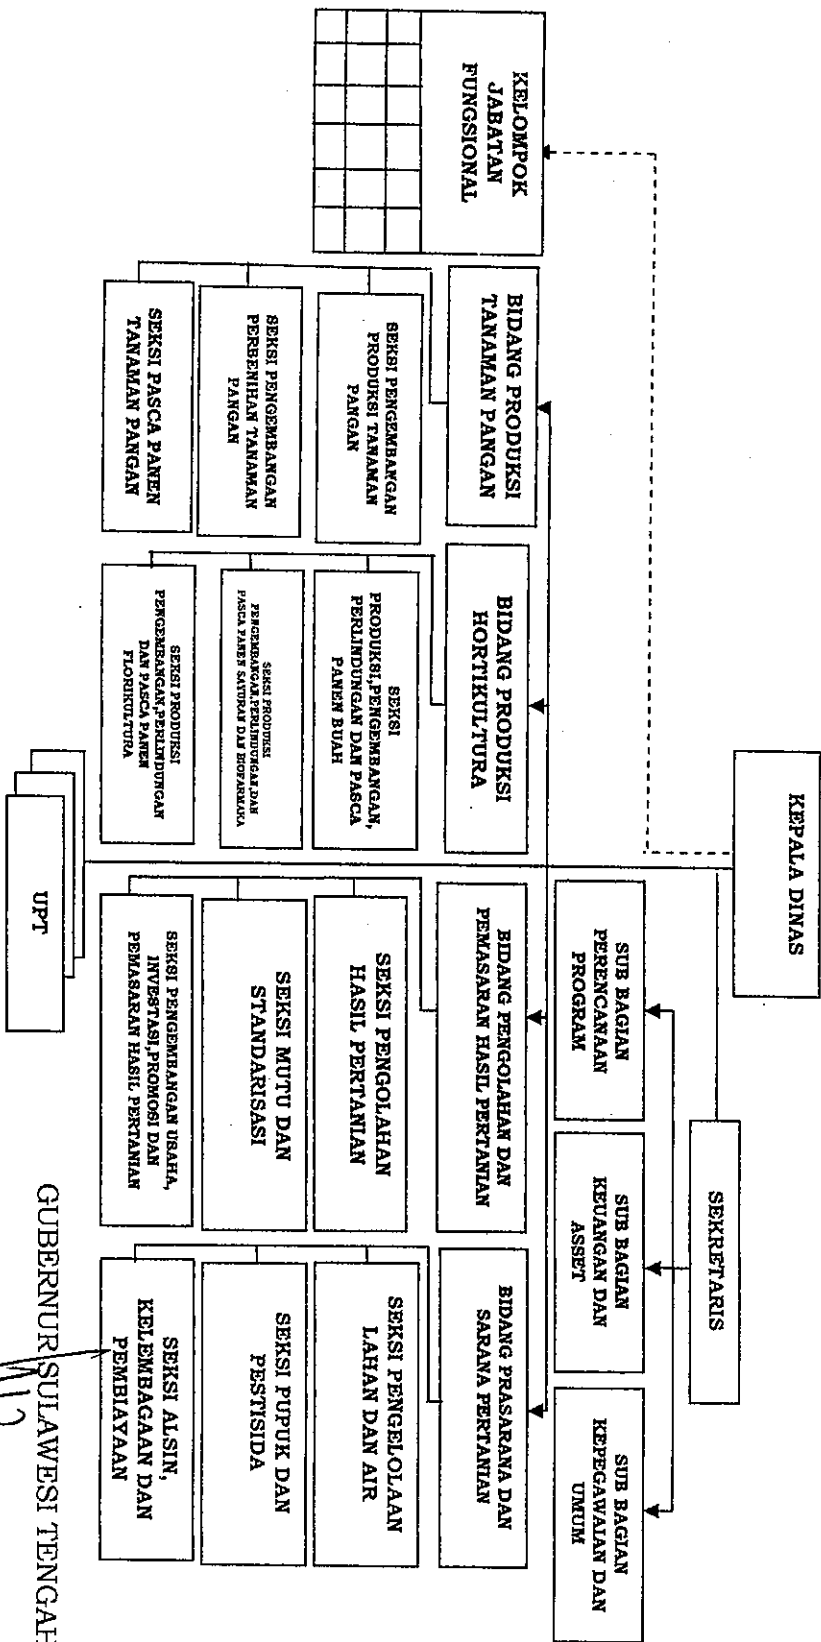 KEPALA DINAS
SEKRETARIS
SUB BAGIAN
PERENCANAAN
PROGRAM
SUB BAGIAN
KEUANGAN DAN
ASSET
SUB BAGIAN
KEPEGAWAIAN DAN
UMUM
KELOMPOK
JABATAN
FUNGSIONAL
BIDANG PRODUKSI
TANAMAN PANGAN
SEKSI PENGEMBANGAN
PRODUKSI TANAMAN
PANGAN
SEKSI PENGEMBANGAN
PERBENIHAN TANAMAN
PANGAN
SEKSI PASCA PANEN
TANAMAN PANGAN
BIDANG PRODUKSI
HORTIKULTURA
SEKSI
PRODUKSI,PENGEMBANGAN,
PERLINDUNGAN DAN PASCA
PANEN BUAH
SEKSI PRODUKSI
PENGEMBANGAN,PERLINDUNGAN,DAN
PASCA PANEN SAYURAN DAN BIOFARMAKA
SEKSI PRODUKSI
PENGEMBANGAN,PERLINDUNGAN
DAN PASCA PANEN
FLORIKULTURA
BIDANG PENGOLAHAN DAN
PEMASARAN HASIL PERTANIAN
SEKSI PENGOLAHAN
HASIL PERTANIAN
SEKSI MUTU DAN
STANDARISASI
SEKSI PENGEMBANGAN USAHA,
INVESTASI,PROMOSI DAN
PEMASARAN HASIL PERTANIAN
BIDANG PRASARANA DAN
SARANA PERTANIAN
SEKSI PENGELOLAAN
LAHAN DAN AIR
SEKSI PUPUK DAN
PESTISIDA
SEKSI ALSIN,
KELEMBAGAAN DAN
PEMBIAYAAN
UPT
GUBERNUR SULAWESI TENGAH